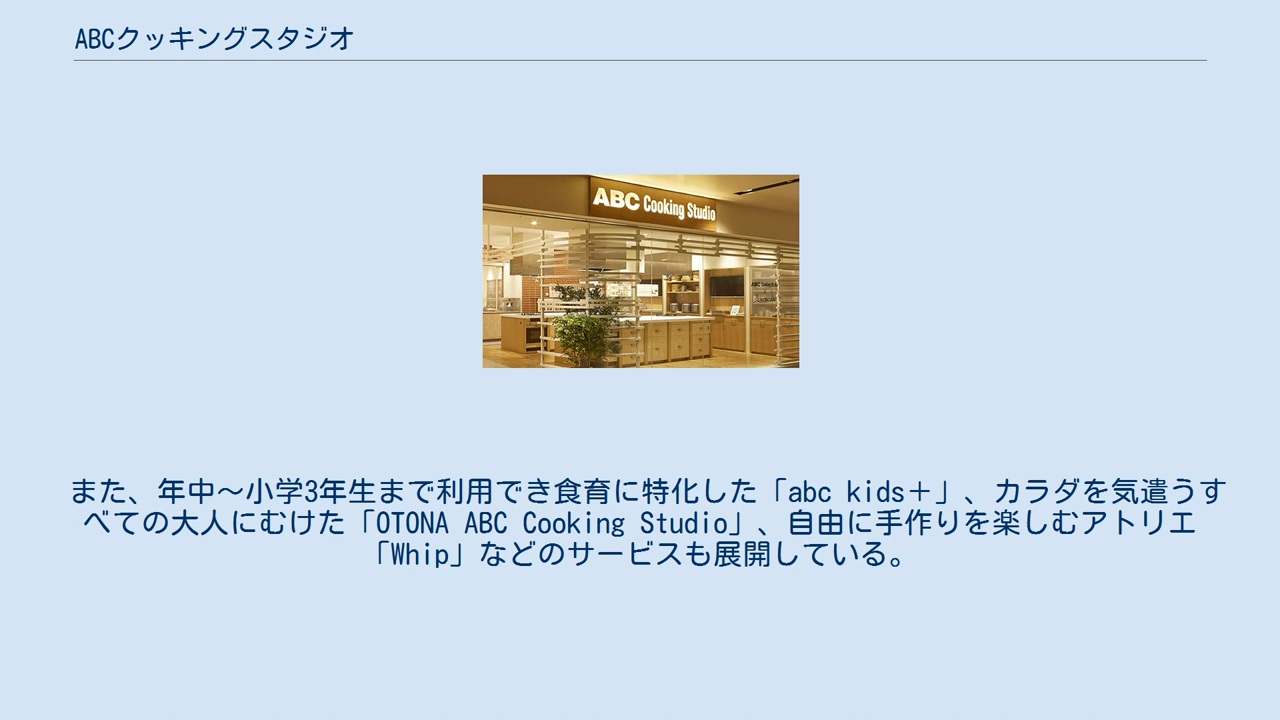 ABCクッキングスタジオ
ABC Cooking Studio
また、年中～小学3年生まで利用でき食育に特化した「abc kids＋」、カラダを気遣うす
べての大人にむけた「OTONA ABC Cooking Studio」、自由に手作りを楽しむアトリエ
「Whip」などのサービスも展開している。